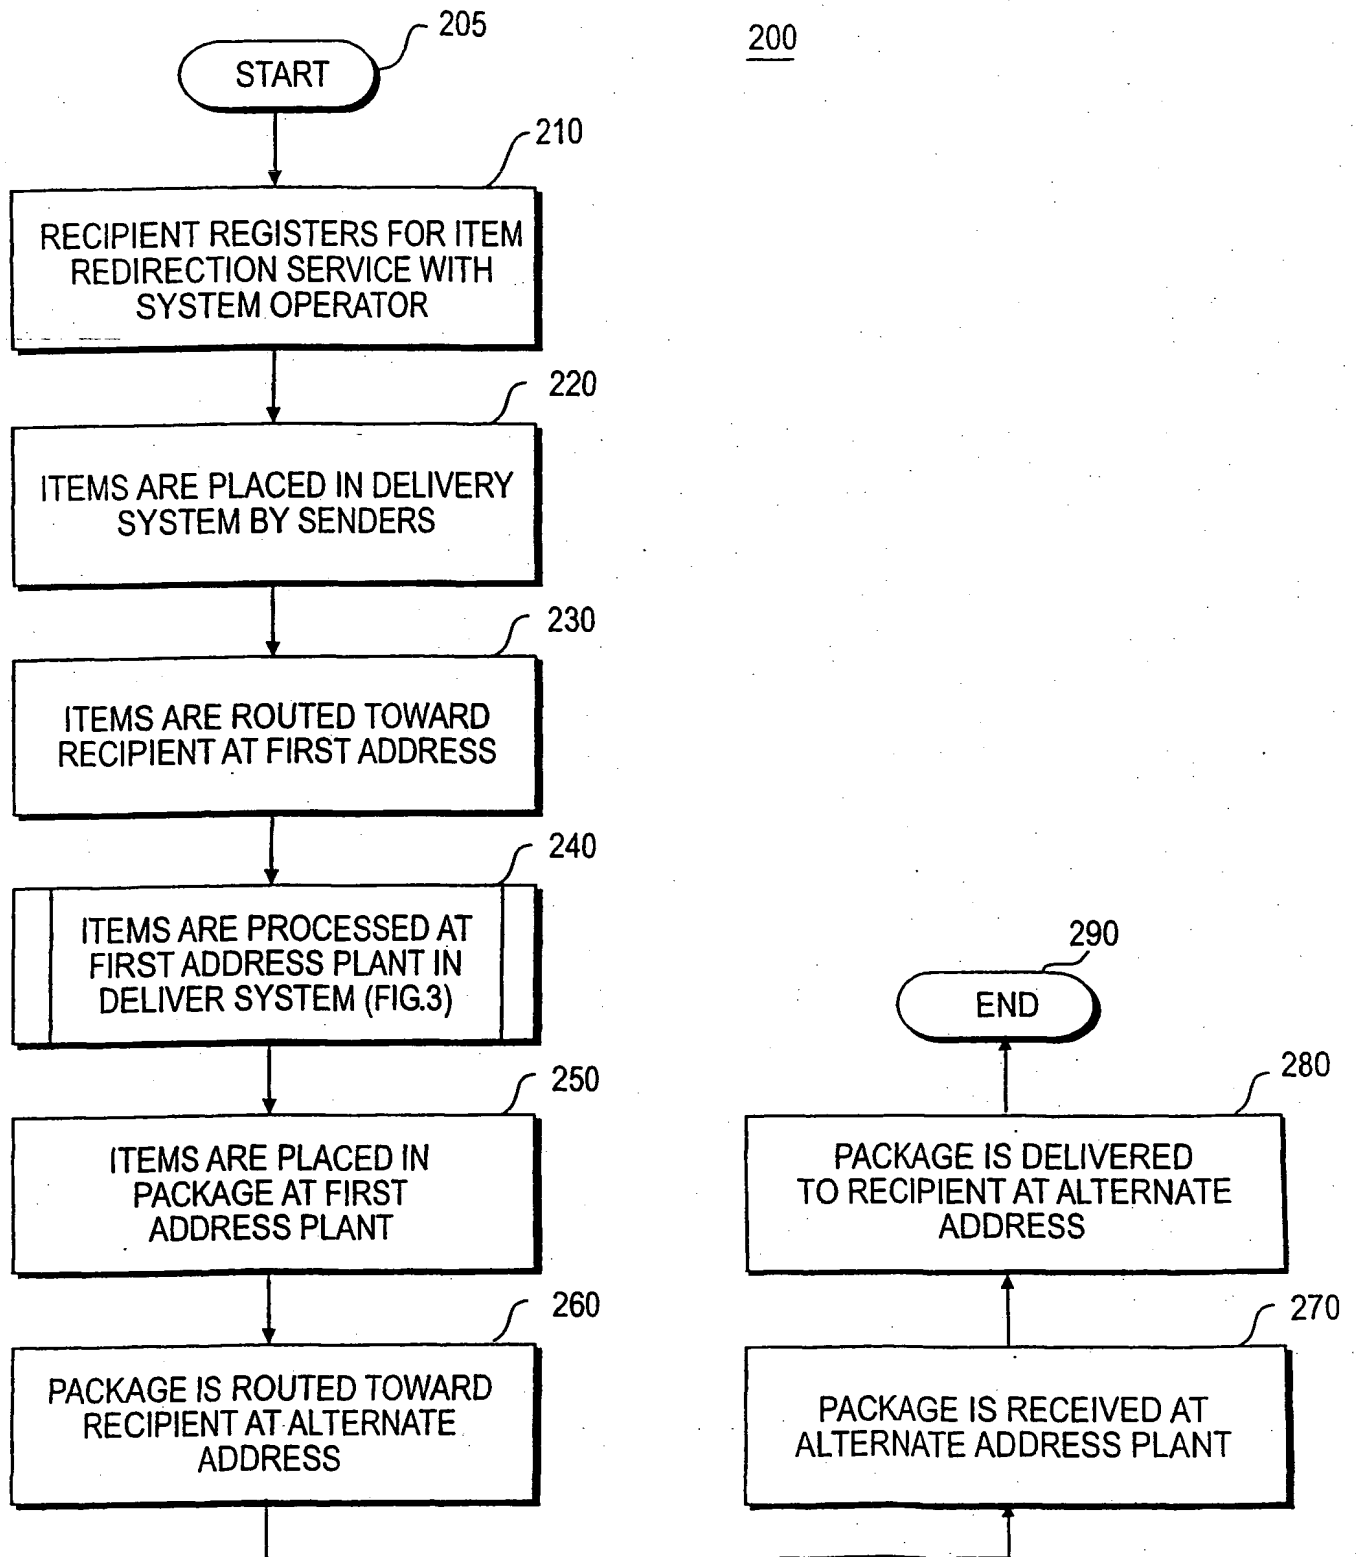 200
205
START
210
RECIPIENT REGISTERS FOR ITEM
REDIRECTION SERVICE WITH
SYSTEM OPERATOR
220
ITEMS ARE PLACED IN DELIVERY
SYSTEM BY SENDERS
230
ITEMS ARE ROUTED TOWARD
RECIPIENT AT FIRST ADDRESS
240
ITEMS ARE PROCESSED AT
FIRST ADDRESS PLANT IN
DELIVER SYSTEM (FIG.3)
250
ITEMS ARE PLACED IN
PACKAGE AT FIRST
ADDRESS PLANT
260
PACKAGE IS ROUTED TOWARD
RECIPIENT AT ALTERNATE
ADDRESS
270
PACKAGE IS RECEIVED AT
ALTERNATE ADDRESS PLANT
280
PACKAGE IS DELIVERED
TO RECIPIENT AT ALTERNATE
ADDRESS
290
END